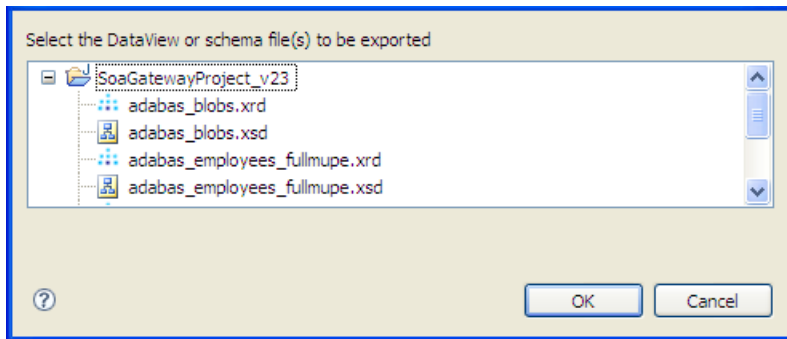 Select the DataView or schema file(s) to be exported
SoaGatewayProject_v23
adabas_blobs.xrd
adabas_blobs.xsd
adabas_employees_fullmupe.xrd
adabas_employees_fullmupe.xsd
?
OK Cancel